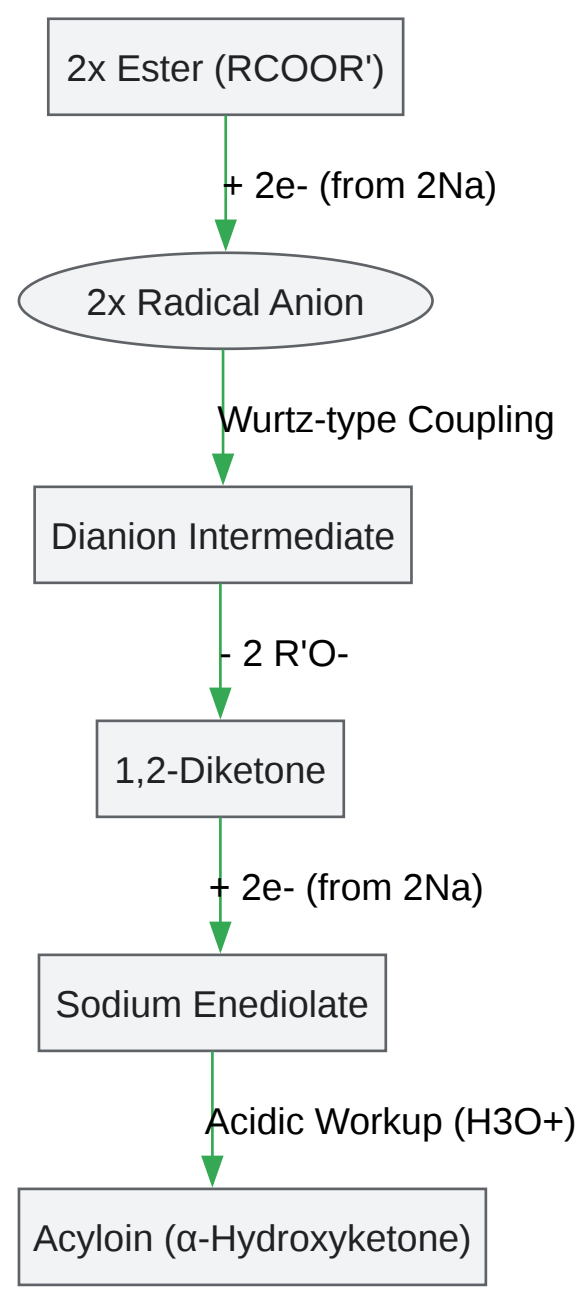 2x Ester (RCOOR')
+ 2e- (from 2Na)
2x Radical Anion
Wurtz-type Coupling
Dianion Intermediate
- 2 R'O-
1,2-Diketone
+ 2e- (from 2Na)
Sodium Enediolate
Acidic Workup (H3O+)
Acyloin (α-Hydroxyketone)